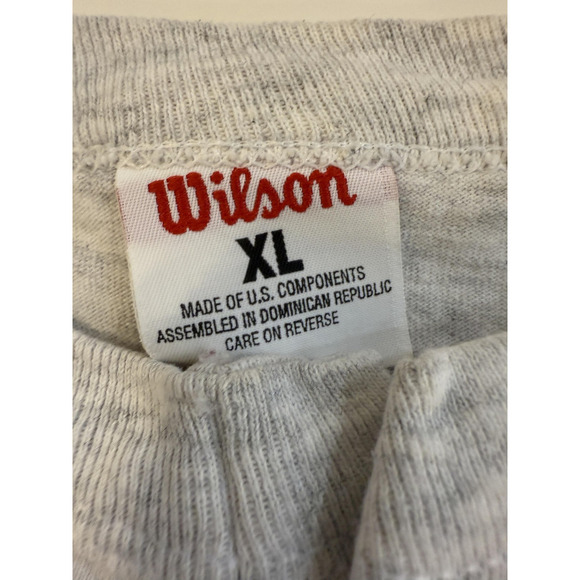 Wilson
XL
MADE OF U.S. COMPONENTS
ASSEMBLED IN DOMINICAN REPUBLIC
CARE ON REVERSE